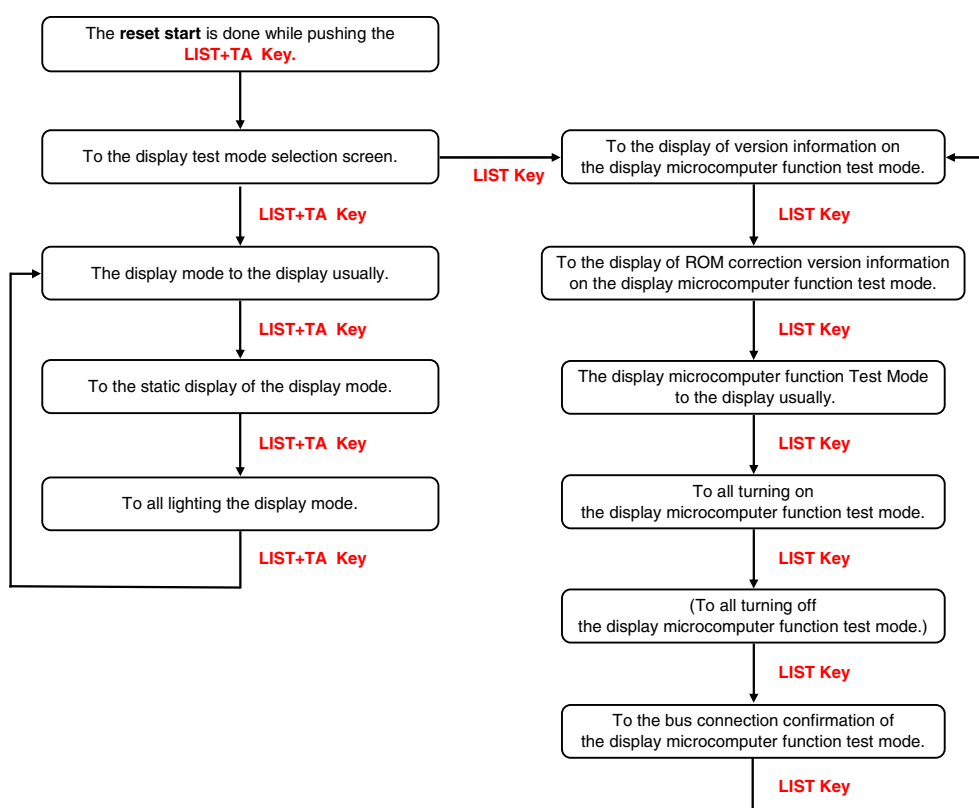 The reset start is done while pushing the
LIST+TA Key.
To the display test mode selection screen.
LIST+TA Key
The display mode to the display usually.
LIST+TA Key
To the static display of the display mode.
LIST+TA Key
To all lighting the display mode.
LIST+TA Key
LIST Key
To the display of version information on
the display microcomputer function test mode.
LIST Key
To the display of ROM correction version information
on the display microcomputer function test mode.
LIST Key
The display microcomputer function Test Mode
to the display usually.
LIST Key
To all turning on
the display microcomputer function test mode.
LIST Key
(To all turning off
the display microcomputer function test mode.)
LIST Key
To the bus connection confirmation of
the display microcomputer function test mode.
LIST Key